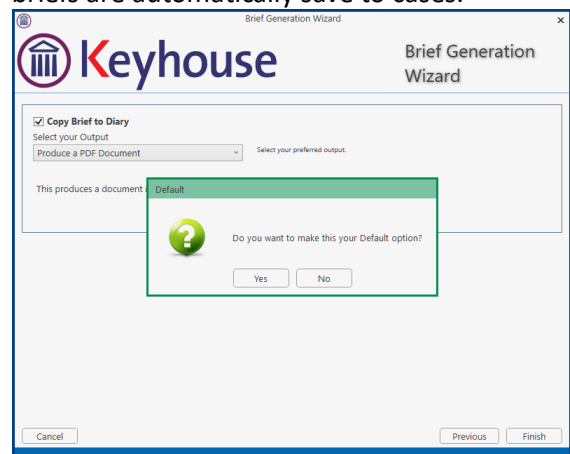 briefs are automatically save to cases.
Brief Generation Wizard
Keyhouse
Brief Generation
Wizard
Copy Brief to Diary
Select your Output
Produce a PDF Document
Select your preferred output.
This produces a document
Default
Do you want to make this your Default option?
Yes No
Cancel Previous Finish